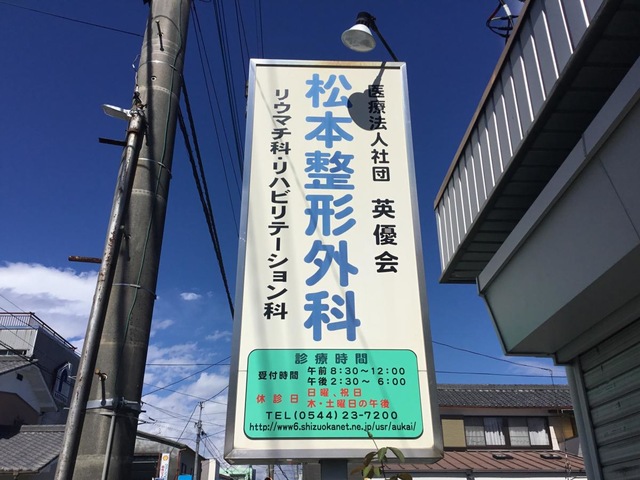 医療法人社団 英優会
松本整形外科
リウマチ科・リハビリテーション科
診療時間
受付時間 午前 8:30～12:00
午後 2:30～ 6:00
休診日 日曜、祝日
木・土曜日の午後
TEL(0544)23-7200
http://www6.shizuokanet.ne.jp/usr/aukai/